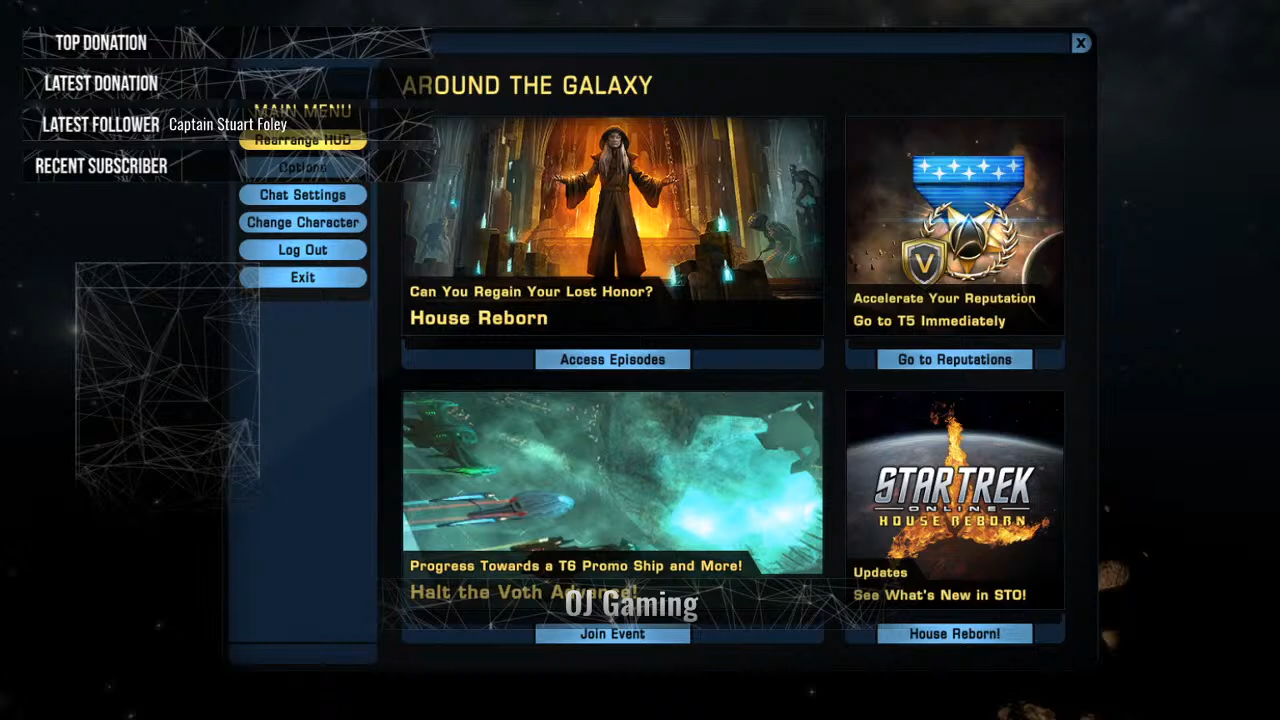 TOP DONATION
LATEST DONATION
LATEST FOLLOWER Captain Stuart Foley
RECENT SUBSCRIBER
MAIN MENU
Rearrange HUD
Options
Chat Settings
Change Character
Log Out
Exit
X
AROUND THE GALAXY
Can You Regain Your Lost Honor?
House Reborn
Access Episodes
V
Accelerate Your Reputation
Go to T5 Immediately
Go to Reputations
Progress Towards a T6 Promo Ship and More!
Halt the Voth Advance!
OJ Gaming
Join Event
STAR TREK
ONLINE
HOUSE REBORN
Updates
See What's New in STO!
House Reborn!